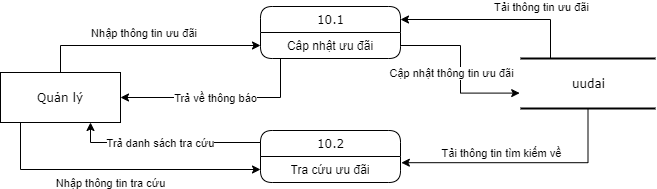 10.1
Tải thông tin ưu đãi
Nhập thông tin ưu đãi
Cập nhật ưu đãi
Cập nhật thông tin ưu đãi
uudai
Quản lý
Trả về thông báo
10.2
Trả danh sách tra cứu
Tải thông tin tìm kiếm về
Tra cứu ưu đãi
Nhập thông tin tra cứu